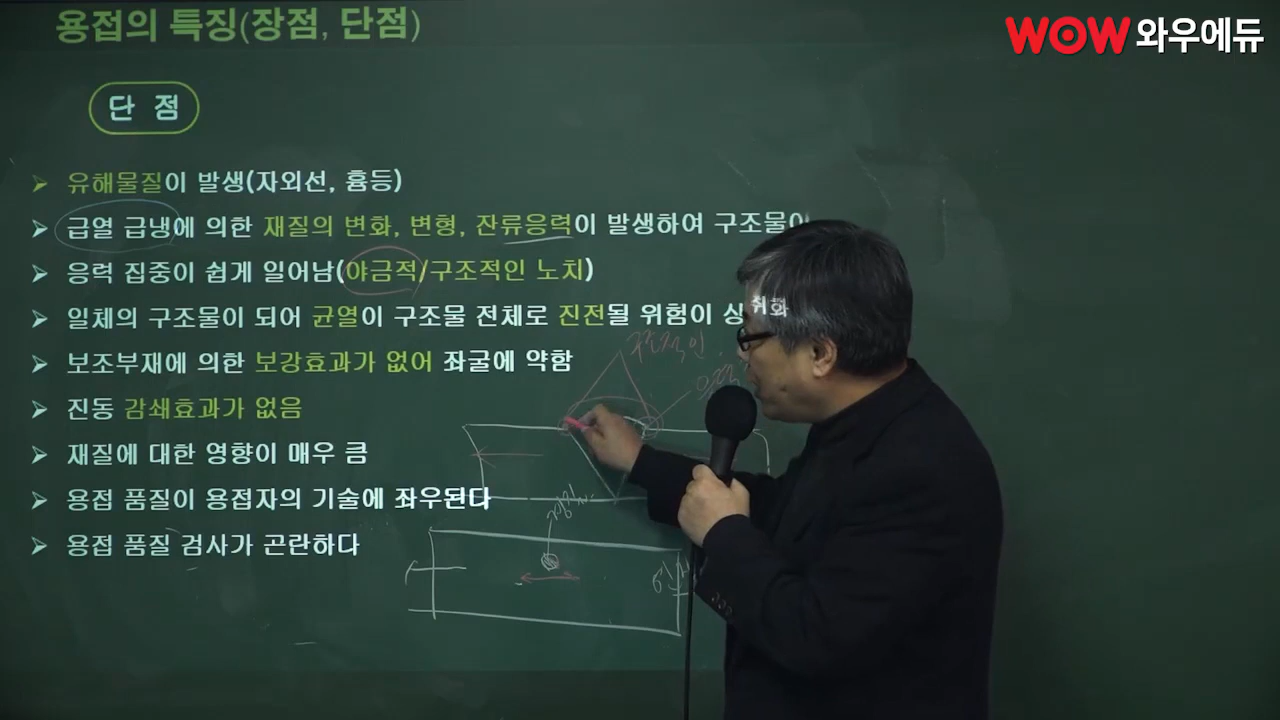 용접의 특징(장점, 단점)
WOW 와우에듀
단 점
➤ 유해물질이 발생(자외선, 흄등)
➤ 급열 급냉에 의한 재질의 변화, 변형, 잔류응력이 발생하여 구조물이
➤ 응력 집중이 쉽게 일어남(야금적/구조적인 노치)
➤ 일체의 구조물이 되어 균열이 구조물 전체로 진전될 위험이 상 취화
➤ 보조부재에 의한 보강효과가 없어 좌굴에 약함
➤ 진동 감쇄효과가 없음
➤ 재질에 대한 영향이 매우 큼
➤ 용접 품질이 용접자의 기술에 좌우된다
➤ 용접 품질 검사가 곤란하다
구조적인